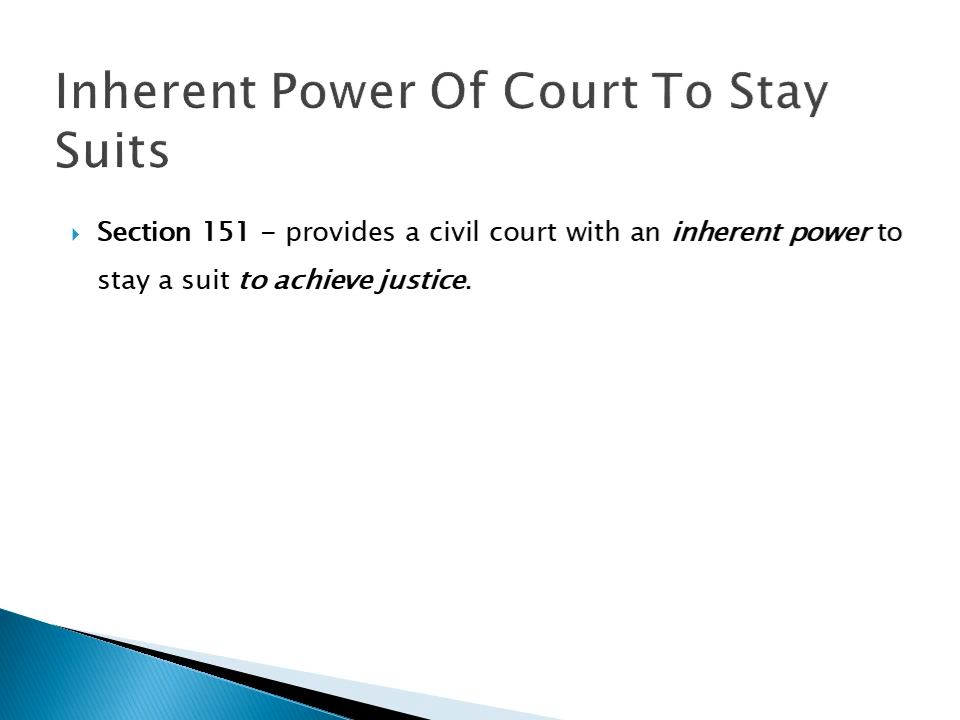 Inherent Power Of Court To Stay
Suits
Section 151 – provides a civil court with an inherent power to
stay a suit to achieve justice.